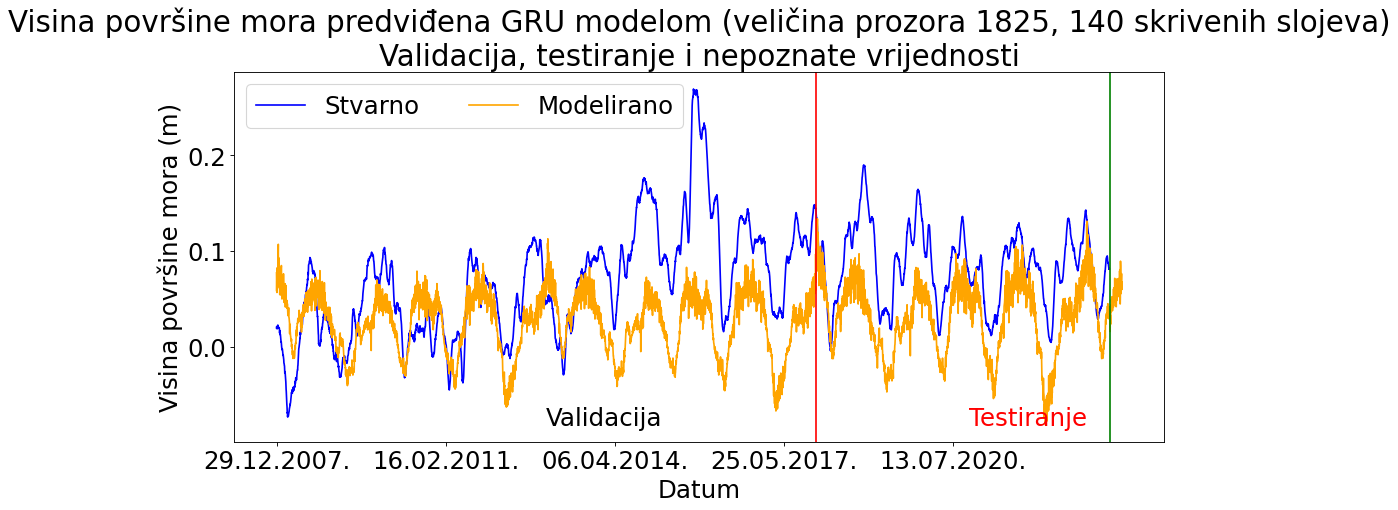 Visina površine mora predviđena GRU modelom (veličina prozora 1825, 140 skrivenih slojeva)
Validacija, testiranje i nepoznate vrijednosti
Stvarno Modelirano
Visina površine mora (m)
0.2
0.1
0.0
Validacija Testiranje
29.12.2007. 16.02.2011. 06.04.2014. 25.05.2017. 13.07.2020.
Datum